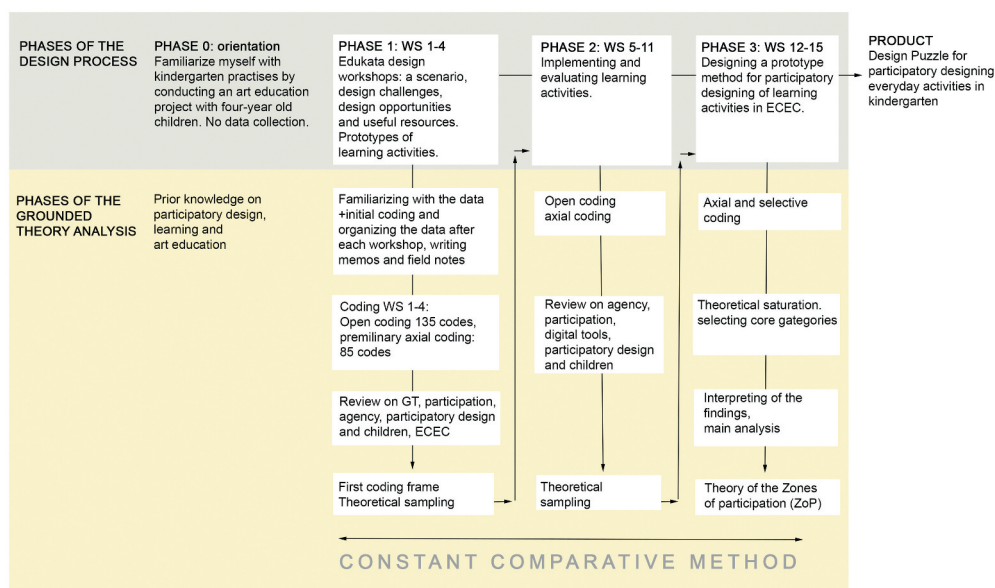 PHASES OF THE
DESIGN PROCESS
PHASE 0: orientation
Familiarize myself with
kindergarten practises by
conducting an art education
project with four-year old
children. No data collection.
PHASE 1: WS 1-4
Edukata design
workshops: a scenario,
design challenges,
design opportunities
and useful resources.
Prototypes of
learning activities.
PHASE 2: WS 5-11
Implementing and
evaluating learning
activities.
PHASE 3: WS 12-15
Designing a prototype
method for participatory
designing of learning
activities in ECEC.
PRODUCT
Design Puzzle for
participatory designing
everyday activities in
kindergarten
PHASES OF THE
GROUNDED
THEORY ANALYSIS
Prior knowledge on
participatory design,
learning and
art education
Familiarizing with the data
+initial coding and
organizing the data after
each workshop, writing
memos and field notes
Coding WS 1-4:
Open coding 135 codes,
premilinary axial coding:
85 codes
Review on GT, participation,
agency, participatory design
and children, ECEC
First coding frame
Theoretical sampling
Open coding
axial coding
Review on agency,
participation,
digital tools,
participatory design
and children
Theoretical
sampling
Axial and selective
coding
Theoretical saturation.
selecting core gategories
Interpreting of the
findings,
main analysis
Theory of the Zones
of participation (ZoP)
CONSTANT COMPARATIVE METHOD